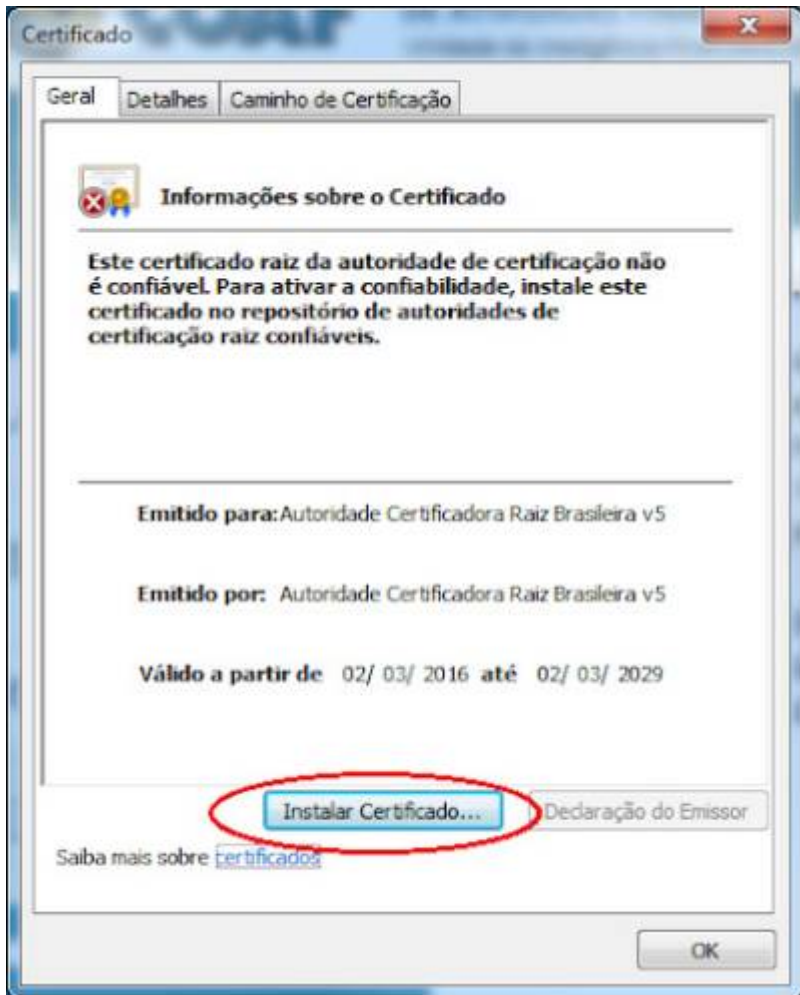 Certificado
Geral Detalhes Caminho de Certificação
Informações sobre o Certificado
Este certificado raiz da autoridade de certificação não
é confiável. Para ativar a confiabilidade, instale este
certificado no repositório de autoridades de
certificação raiz confiáveis.
Emitido para: Autoridade Certificadora Raiz Brasileira v5
Emitido por: Autoridade Certificadora Raiz Brasileira v5
Válido a partir de 02/ 03/ 2016 até 02/ 03/ 2029
Instalar Certificado... Declaração do Emissor
Saiba mais sobre certificados
OK